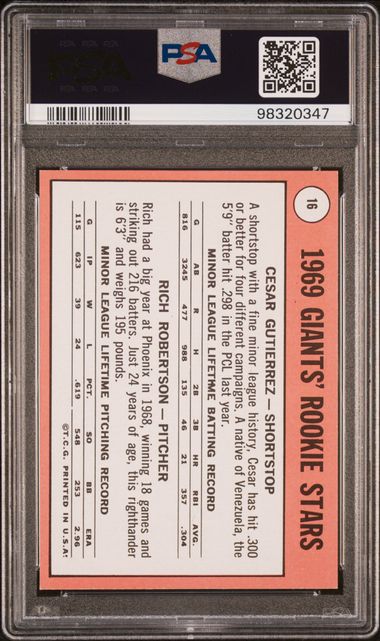 PSA
98320347
16
1969 GIANTS' ROOKIE STARS
CESAR GUTIERREZ — SHORTSTOP
A shortstop with a fine minor league history, Cesar has hit .300
or better for four different campaigns. A native of Venezuela, the
5'9" batter hit .298 in the PCL last year.
MINOR LEAGUE LIFETIME BATTING RECORD
G AB R H 2B 3B HR RBI AVG.
816 3245 477 988 135 46 21 357 .304
RICH ROBERTSON — PITCHER
Rich had a big year at Phoenix in 1968, winning 18 games and
striking out 216 batters. Just 24 years of age, this righthander
is 6'3" and weighs 195 pounds.
MINOR LEAGUE LIFETIME PITCHING RECORD
G IP W L PCT. SO BB ERA
115 623 39 24 .619 548 253 2.96
©T.C.G. PRINTED IN U.S.A.